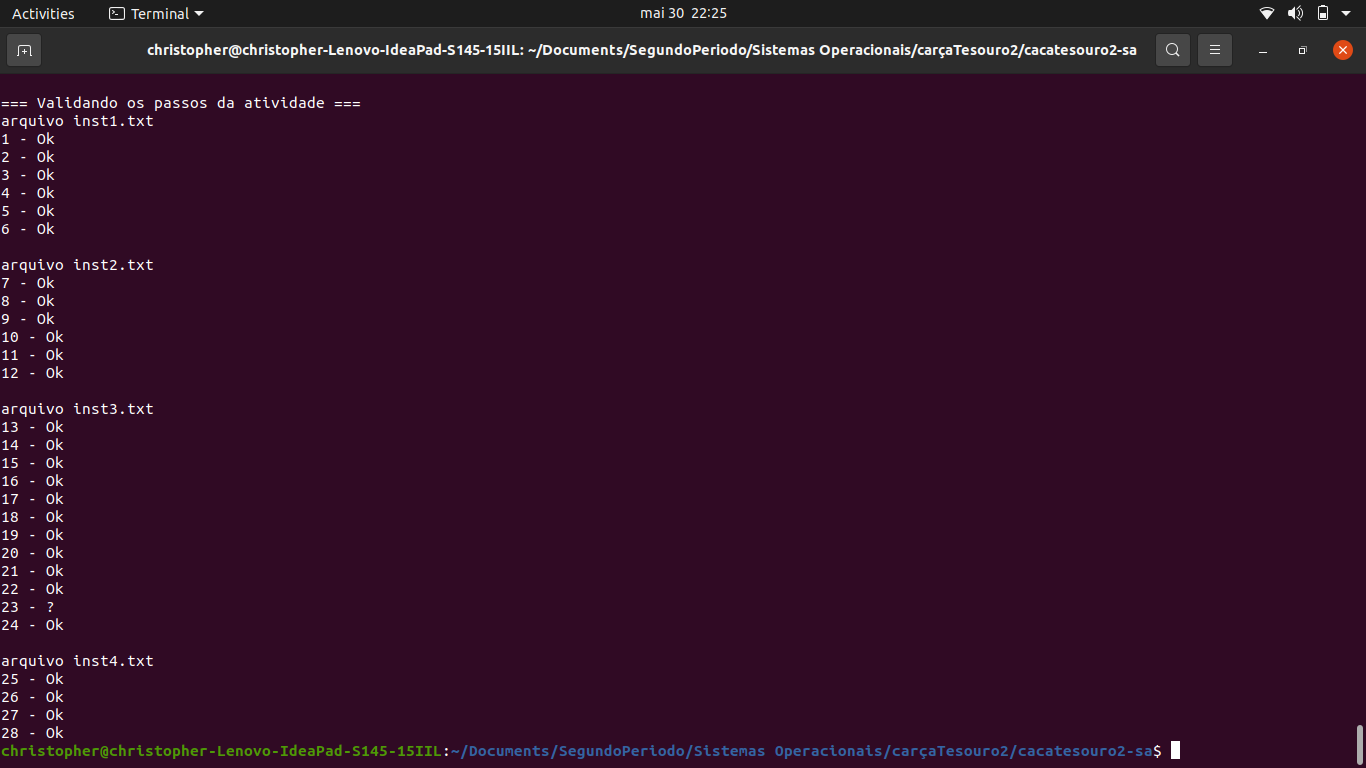 Activities
Terminal
mai 30 22:25
christopher@christopher-Lenovo-IdeaPad-S145-15IIL: ~/Documents/SegundoPeriodo/Sistemas Operacionais/carçaTesouro2/cacatesouro2-sa
=== Validando os passos da atividade ===
arquivo inst1.txt
1 - Ok
2 - Ok
3 - Ok
4 - Ok
5 - Ok
6 - Ok
arquivo inst2.txt
7 - Ok
8 - Ok
9 - Ok
10 - Ok
11 - Ok
12 - Ok
arquivo inst3.txt
13 - Ok
14 - Ok
15 - Ok
16 - Ok
17 - Ok
18 - Ok
19 - Ok
20 - Ok
21 - Ok
22 - Ok
23 - ?
24 - Ok
arquivo inst4.txt
25 - Ok
26 - Ok
27 - Ok
28 - Ok
christopher@christopher-Lenovo-IdeaPad-S145-15IIL:~/Documents/SegundoPeriodo/Sistemas Operacionais/carçaTesouro2/cacatesouro2-sa$